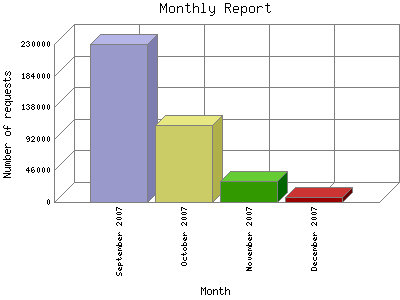 Monthly Report
Number of requests
230000
184000
138000
92000
46000
0
September 2007
October 2007
November 2007
December 2007
Month